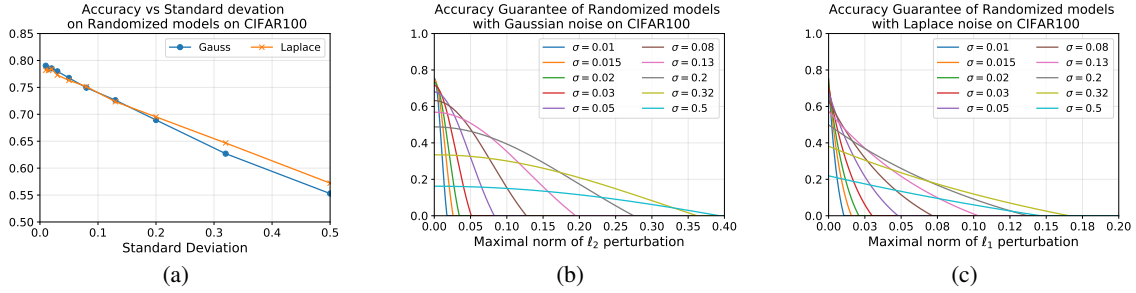 Accuracy vs Standard devation
on Randomized models on CIFAR100
0.85
0.80
0.75
0.70
0.65
0.60
0.55
0.50
Gauss
Laplace
0.0 0.1 0.2 0.3 0.4 0.5
Standard Deviation
(a)
Accuracy Guarantee of Randomized models
with Gaussian noise on CIFAR100
1.0
0.8
0.6
0.4
0.2
0.0
σ = 0.01 σ = 0.08
σ = 0.015 σ = 0.13
σ = 0.02 σ = 0.2
σ = 0.03 σ = 0.32
σ = 0.05 σ = 0.5
0.00 0.05 0.10 0.15 0.20 0.25 0.30 0.35 0.40
Maximal norm of ℓ2 perturbation
(b)
Accuracy Guarantee of Randomized models
with Laplace noise on CIFAR100
1.0
0.8
0.6
0.4
0.2
0.0
σ = 0.01 σ = 0.08
σ = 0.015 σ = 0.13
σ = 0.02 σ = 0.2
σ = 0.03 σ = 0.32
σ = 0.05 σ = 0.5
0.00 0.03 0.05 0.08 0.10 0.12 0.15 0.18 0.20
Maximal norm of ℓ1 perturbation
(c)